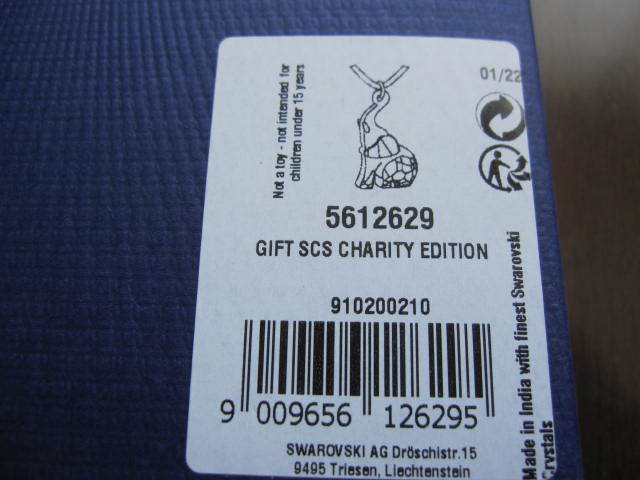 Not a toy - not intended for
children under 15 years
01/22
5612629
GIFT SCS CHARITY EDITION
910200210
9 009656 126295
SWAROVSKI AG Dröschistr.15
9495 Triesen, Liechtenstein
Made in India with finest Swarovski
Crystals